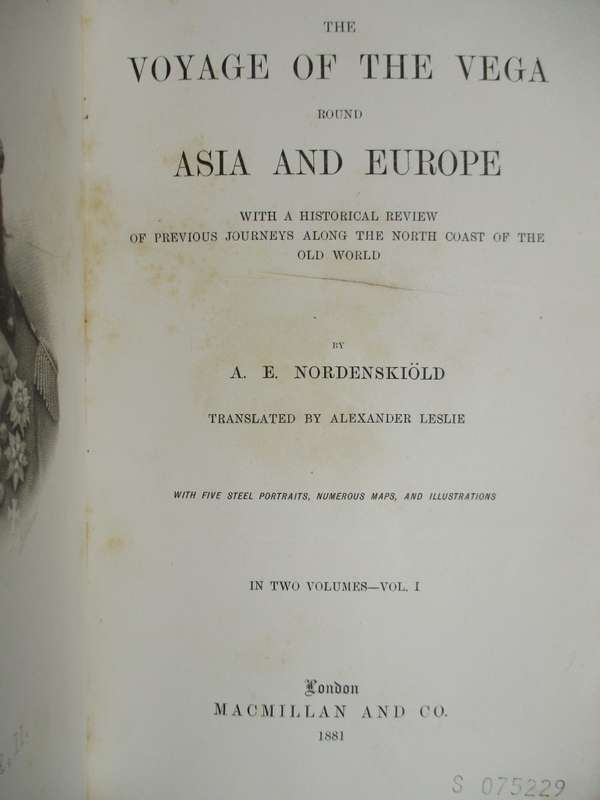 THE
VOYAGE OF THE VEGA
ROUND
ASIA AND EUROPE
WITH A HISTORICAL REVIEW
OF PREVIOUS JOURNEYS ALONG THE NORTH COAST OF THE
OLD WORLD
BY
A. E. NORDENSKIÖLD
TRANSLATED BY ALEXANDER LESLIE
WITH FIVE STEEL PORTRAITS, NUMEROUS MAPS, AND ILLUSTRATIONS
IN TWO VOLUMES—VOL. I
London
MACMILLAN AND CO.
1881
S 075229